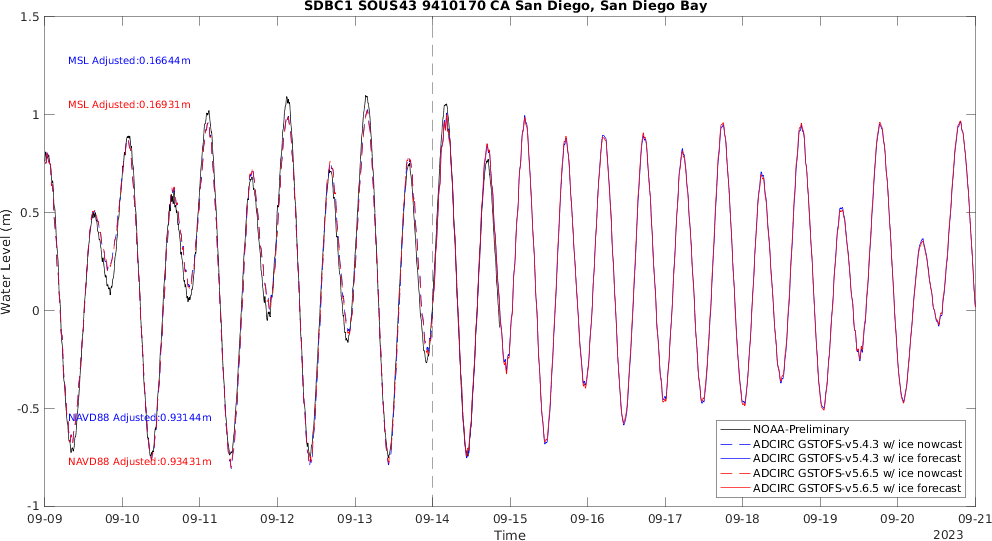 SDBC1 SOUS43 9410170 CA San Diego, San Diego Bay
1.5
MSL Adjusted:0.16644m
MSL Adjusted:0.16931m
1
0.5
Water Level (m)
0
-0.5
NAVD88 Adjusted:0.93144m
NAVD88 Adjusted:0.93431m
NOAA-Preliminary
ADCIRC GSTOFS-v5.4.3 w/ ice nowcast
ADCIRC GSTOFS-v5.4.3 w/ ice forecast
ADCIRC GSTOFS-v5.6.5 w/ ice nowcast
ADCIRC GSTOFS-v5.6.5 w/ ice forecast
-1
09-09 09-10 09-11 09-12 09-13 09-14 09-15 09-16 09-17 09-18 09-19 09-20 09-21
Time
2023